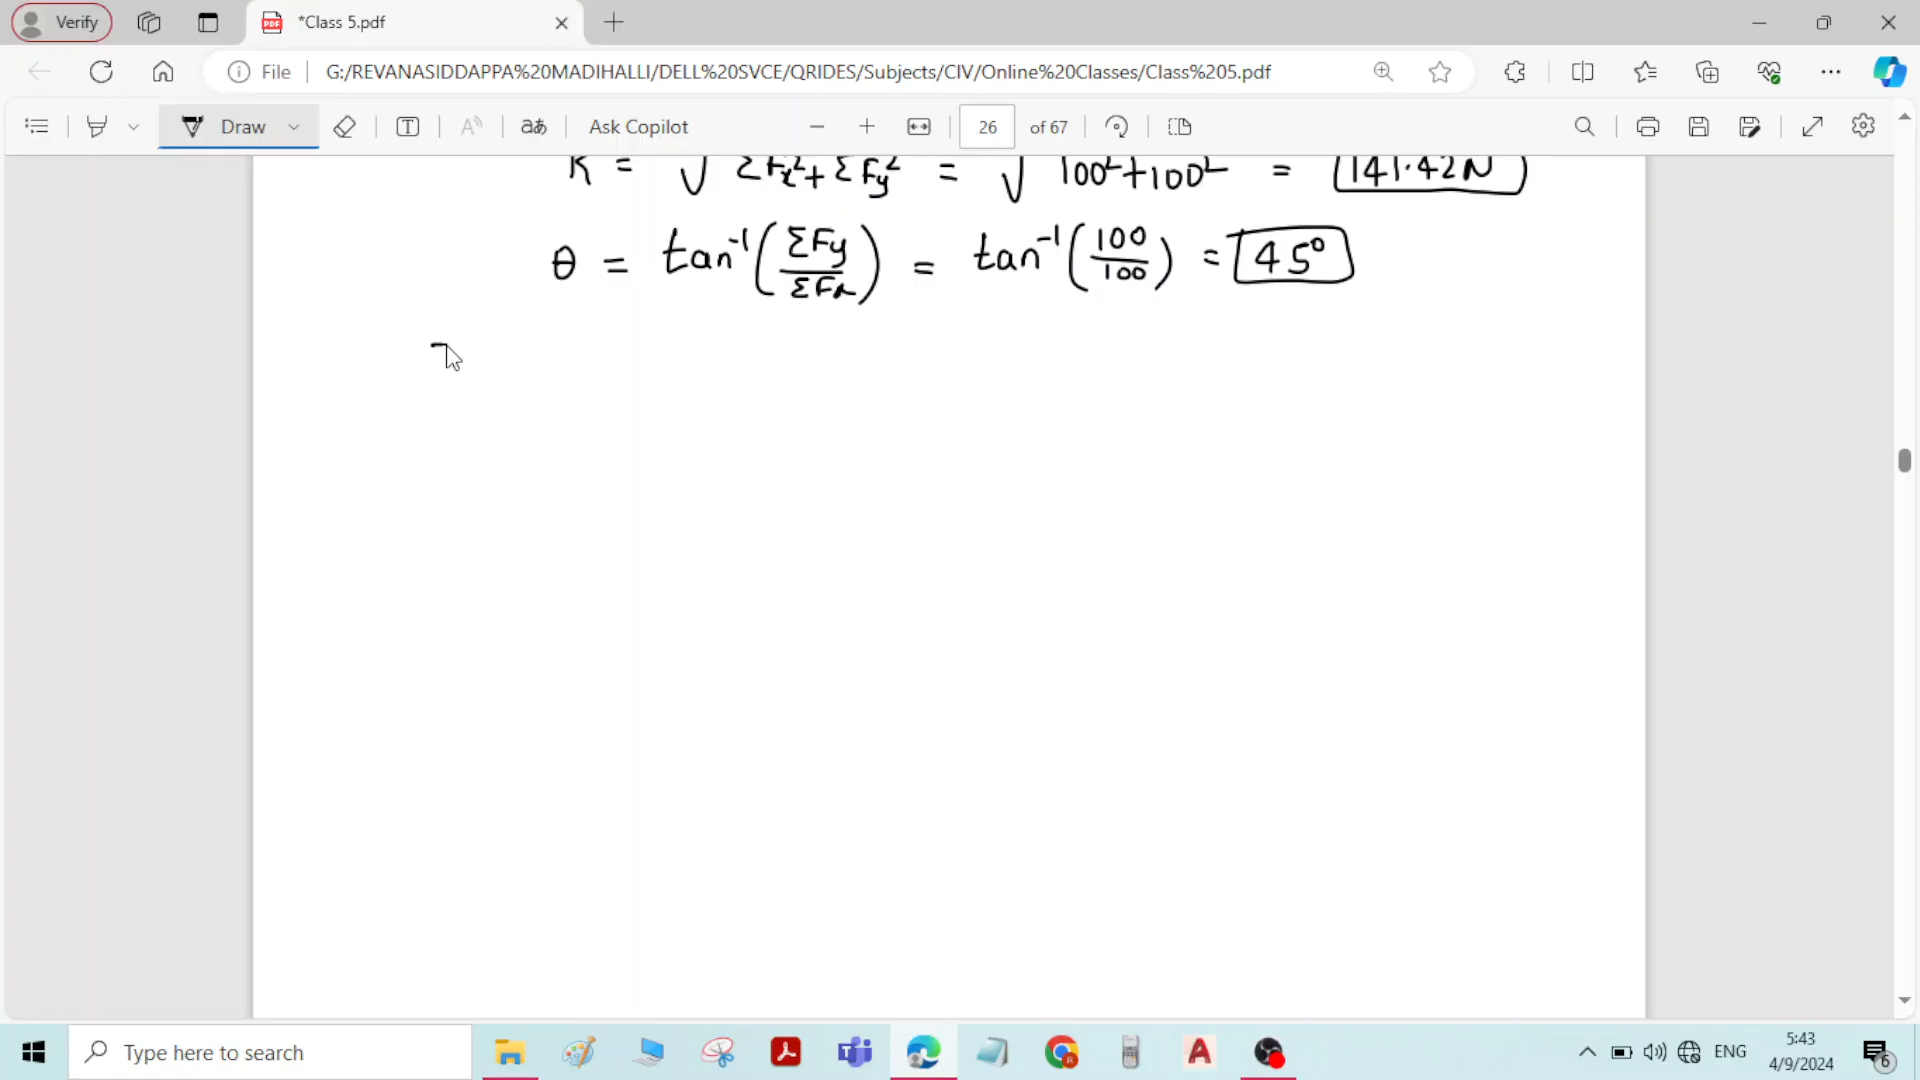 Verify
*Class 5.pdf
File
G:/REVANASIDDAPPA%20MADIHALLI/DELL%20SVCE/QRIDES/Subjects/CIV/Online%20Classes/Class%205.pdf
Draw
Ask Copilot
26 of 67
R = √ ΣFx²+ΣFy² = √ 100²+100² = 141.42N
θ = tan⁻¹(ΣFy/ΣFx) = tan⁻¹(100/100) = 45°
Type here to search
ENG
5:43
4/9/2024
6